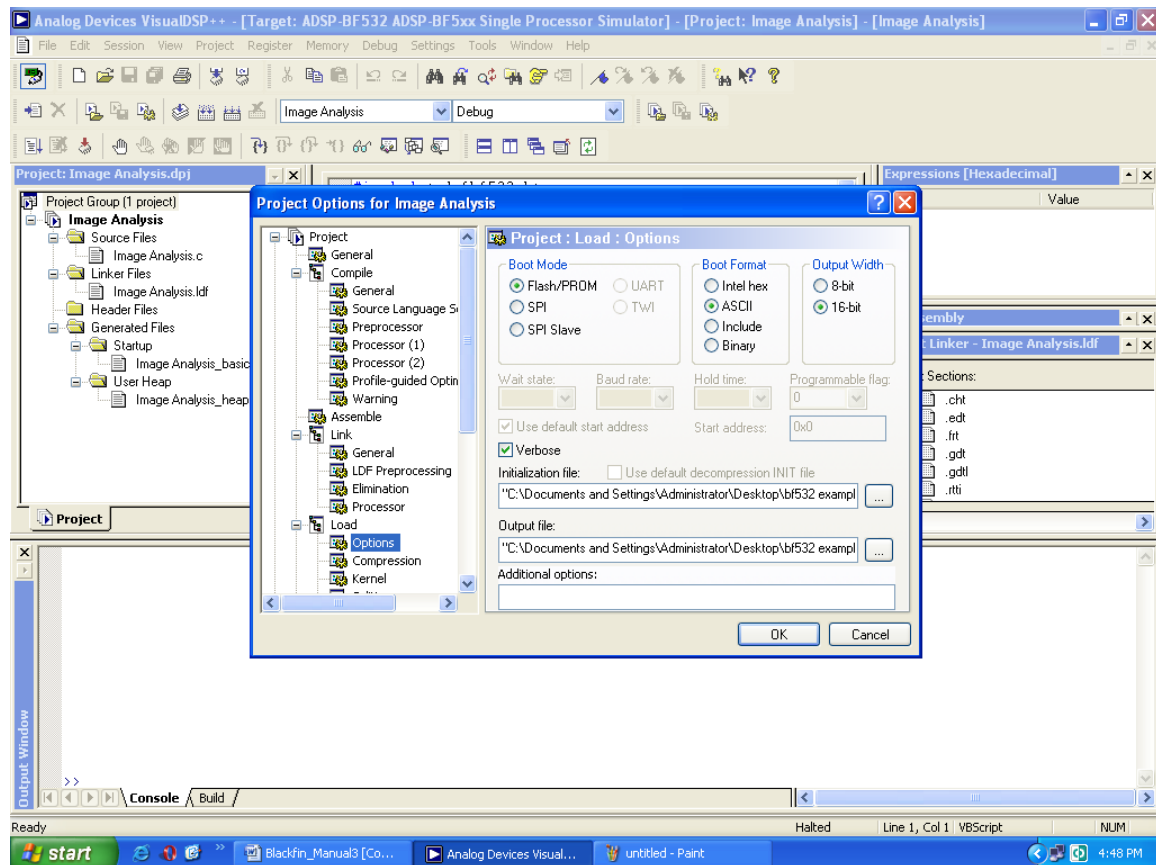 Analog Devices VisualDSP++ - [Target: ADSP-BF532 ADSP-BF5xx Single Processor Simulator] - [Project: Image Analysis] - [Image Analysis]
File Edit Session View Project Register Memory Debug Settings Tools Window Help
Image Analysis
Debug
Project: Image Analysis.dpj
Project Group (1 project)
Image Analysis
Source Files
Image Analysis.c
Linker Files
Image Analysis.ldf
Header Files
Generated Files
Startup
Image Analysis_basic
User Heap
Image Analysis_heap
Project
Expressions [Hexadecimal]
Value
Project Options for Image Analysis
Project
General
Compile
General
Source Language
Preprocessor
Processor (1)
Processor (2)
Profile-guided Optin
Warning
Assemble
Link
General
LDF Preprocessing
Elimination
Processor
Load
Options
Compression
Kernel
Project : Load : Options
Boot Mode
Flash/PROM
UART
SPI
TWI
SPI Slave
Boot Format
Intel hex
ASCII
Include
Binary
Output Width
8-bit
16-bit
Wait state:
Baud rate:
Hold time:
Programmable flag:
0
Use default start address
Start address:
0x0
Verbose
Initialization file:
Use default decompression INIT file
"C:\Documents and Settings\Administrator\Desktop\bf532 exampl
...
Output file:
"C:\Documents and Settings\Administrator\Desktop\bf532 exampl
...
Additional options:
OK
Cancel
embly
t Linker - Image Analysis.ldf
Sections:
.cht
.edt
.frt
.gdt
.gdtl
.rtti
Output Window
>>
Console
Build
Ready
Halted
Line 1, Col 1
VBScript
NUM
start
Blackfin_Manual3 [Co...
Analog Devices Visual...
untitled - Paint
4:48 PM